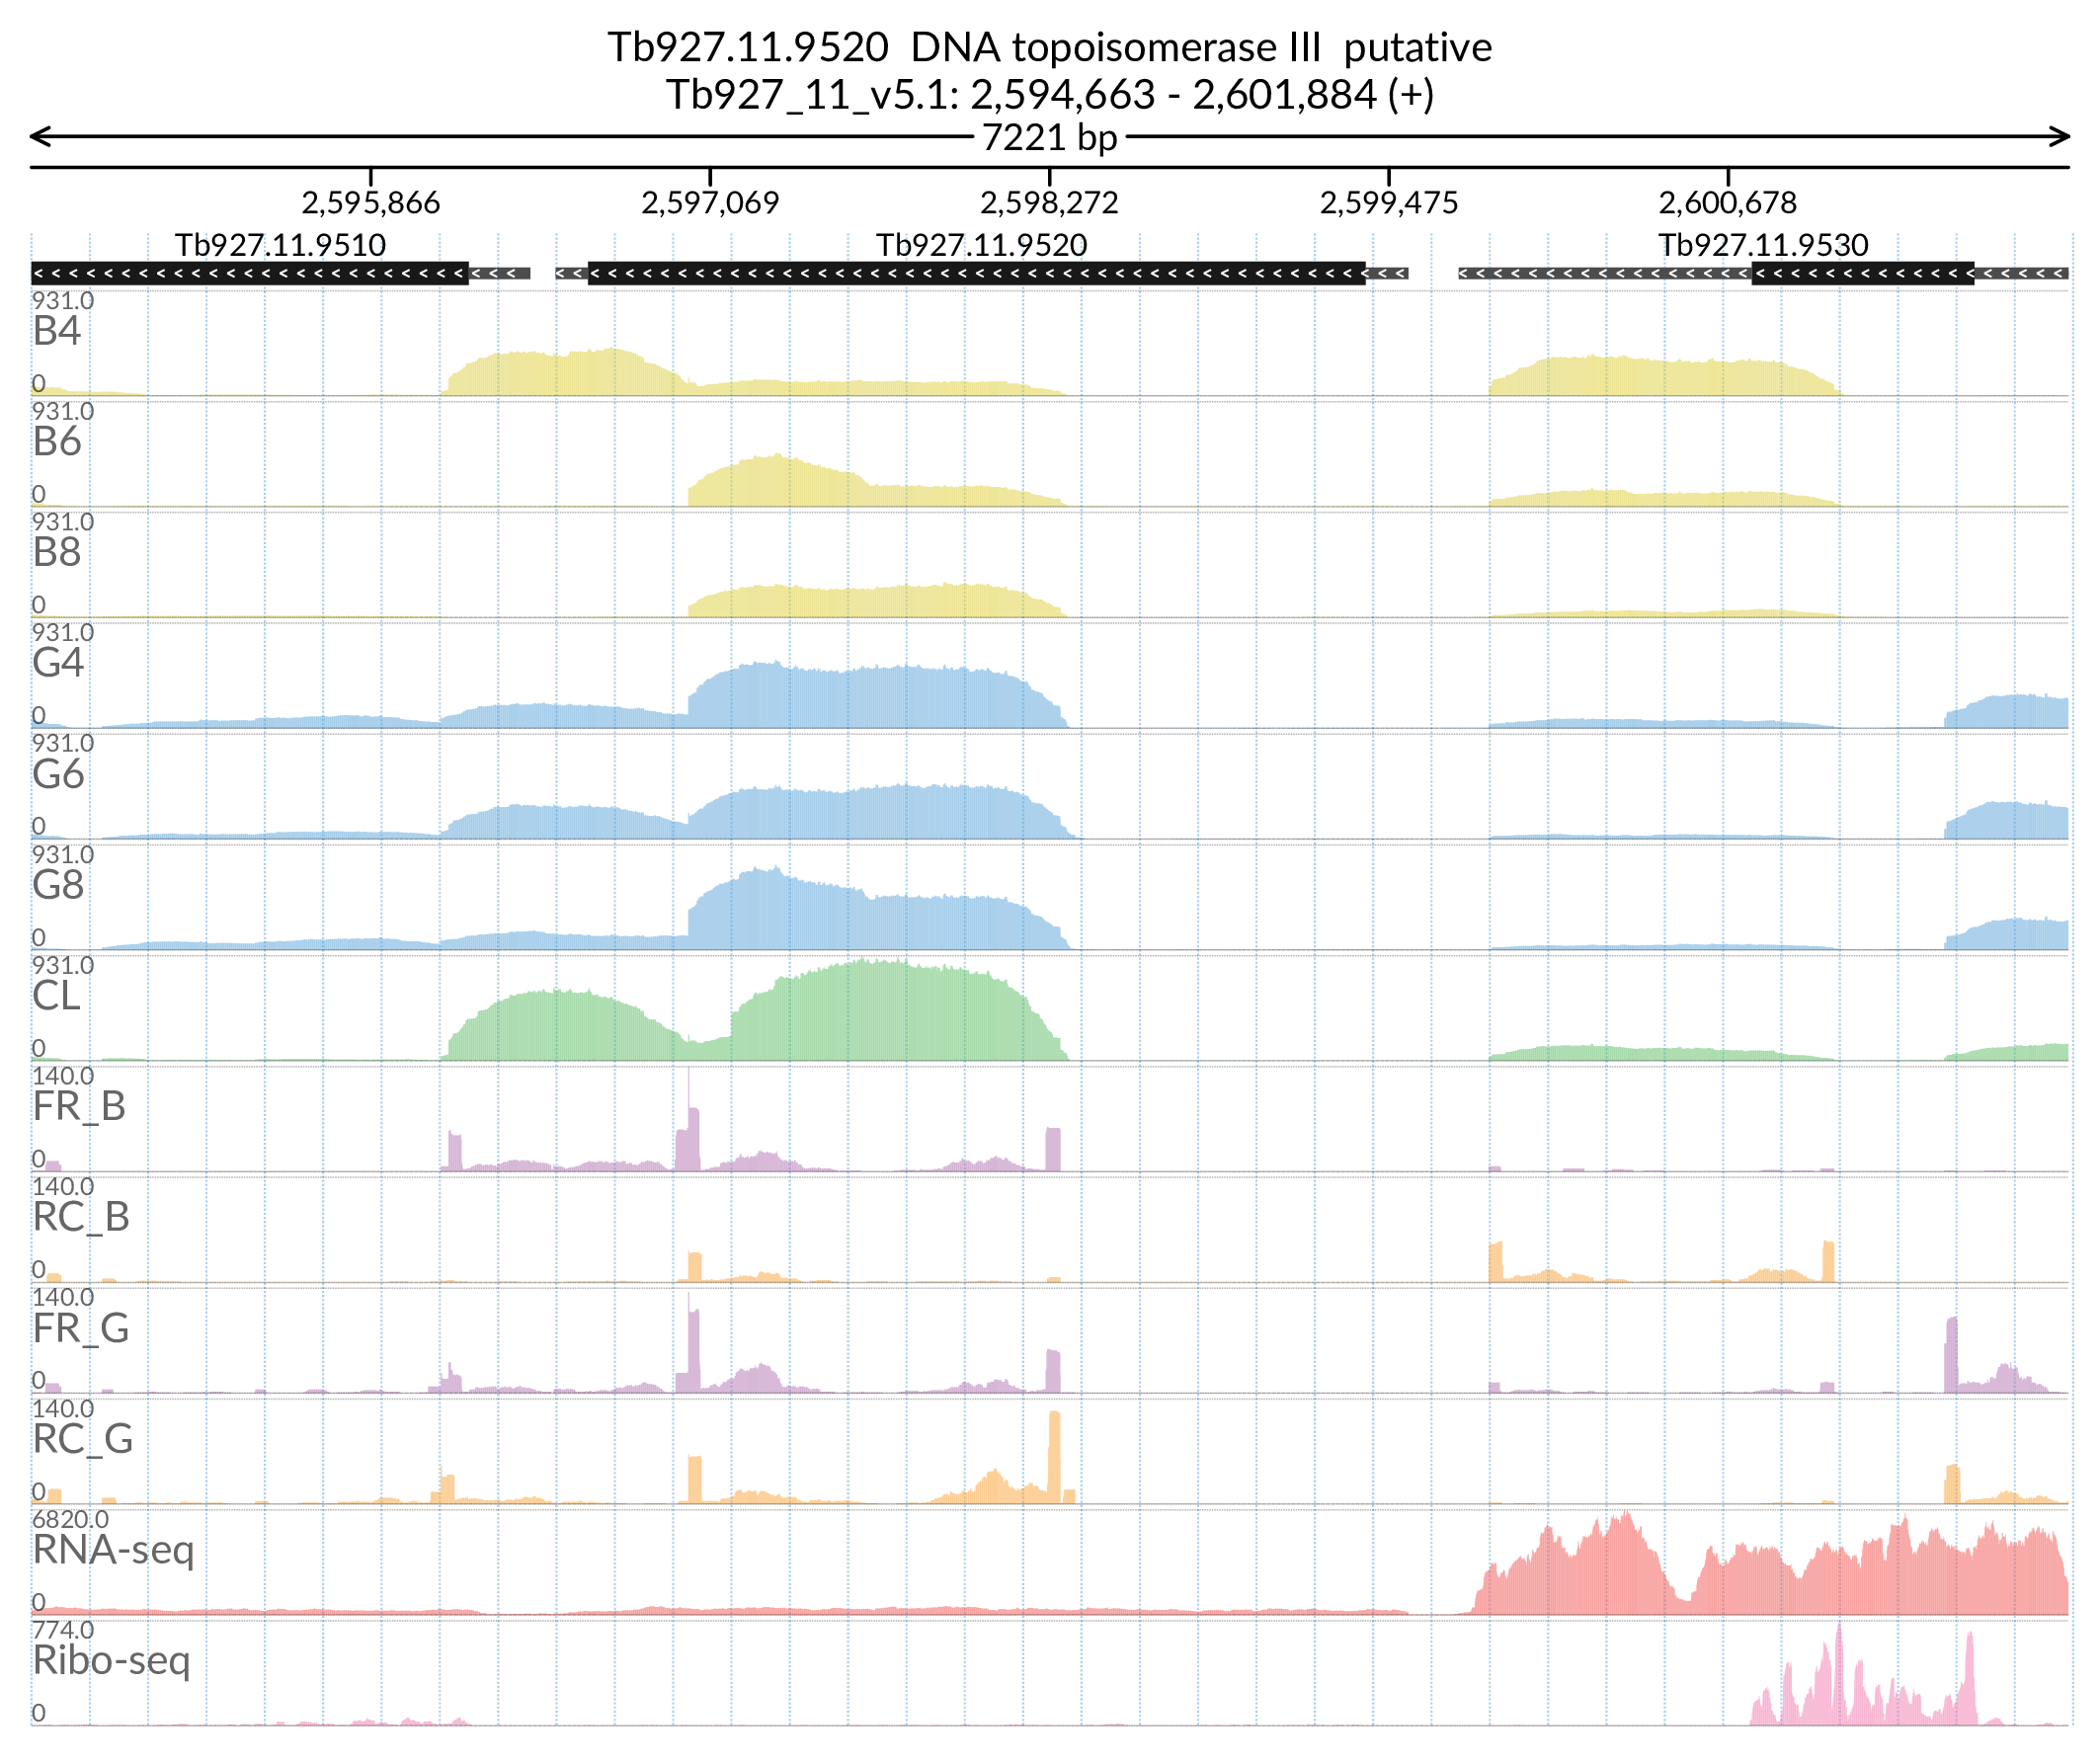 Tb927.11.9520  DNA topoisomerase III  putative
Tb927_11_v5.1: 2,594,663 - 2,601,884 (+)
7221 bp
2,595,866 2,597,069 2,598,272 2,599,475 2,600,678
Tb927.11.9510 Tb927.11.9520 Tb927.11.9530
931.0
B4
0
931.0
B6
0
931.0
B8
0
931.0
G4
0
931.0
G6
0
931.0
G8
0
931.0
CL
0
140.0
FR_B
0
140.0
RC_B
0
140.0
FR_G
0
140.0
RC_G
0
6820.0
RNA-seq
0
774.0
Ribo-seq
0